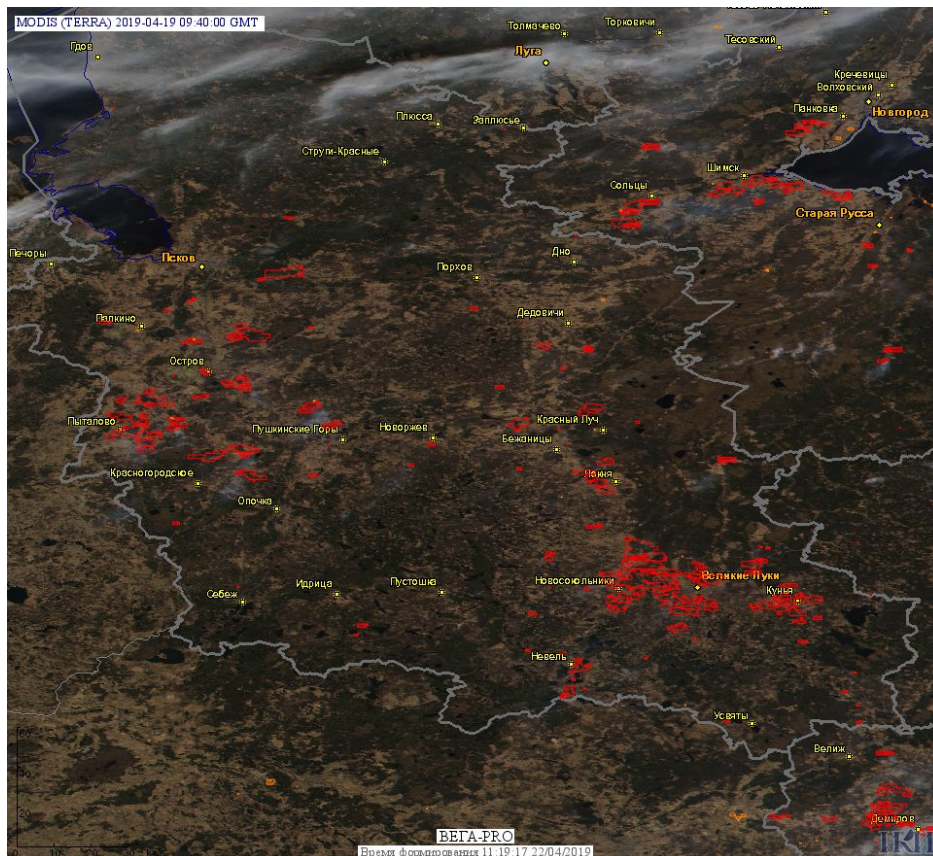 MODIS (TERRA) 2019-04-19 09:40:00 GMT
Толмачево
Торковичи
Гдов
Луга
Тесовский
Кречевицы
Волховский
Панковка
Новгород
Плюсса
Заплюсье
Струги-Красные
Шимск
Сольцы
Старая Русса
Печоры
Псков
Порхов
Дно
Палкино
Дедовичи
Остров
Пыталово
Пушкинские Горы
Новоржев
Красный Луч
Бежаницы
Красногородское
Локня
Опочка
Себеж
Идрица
Пустошка
Новосокольники
Великие Луки
Кунья
Невель
Усвяты
Велиж
Демидов
ВЕГА-PRO
ІКИ
Время формирования 11:19:17 22/04/2019